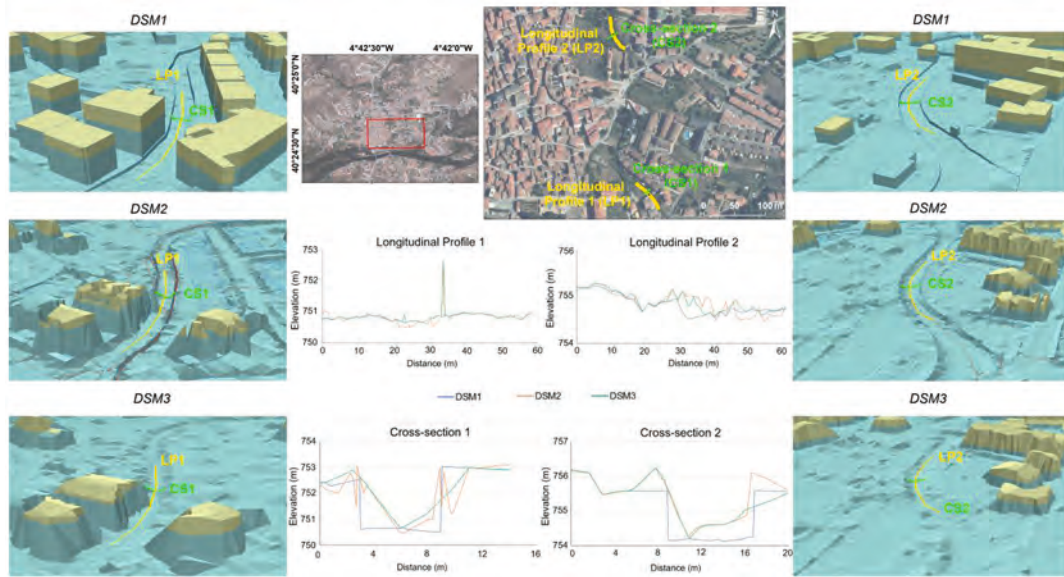 DSM1
LP1
CS1
4°42'30"W 4°42'0"W
40°25'0"N
40°24'30"N
Longitudinal
Profile 2 (LP2)
Cross-section 2
(CS2)
N
Cross-section 1
(CS1)
Longitudinal
Profile 1 (LP1)
0 50 100 m
DSM1
LP2
CS2
DSM2
LP1
CS1
Longitudinal Profile 1
Elevation (m)
753
752
751
750
0 10 20 30 40 50 60
Distance (m)
Longitudinal Profile 2
Elevation (m)
756
755
754
0 10 20 30 40 50 60
Distance (m)
DSM2
LP2
CS2
DSM1 DSM2 DSM3
DSM3
LP1
CS1
Cross-section 1
Elevation (m)
754
753
752
751
750
0 4 8 12 16
Distance (m)
Cross-section 2
Elevation (m)
757
756
755
754
0 4 8 12 16 20
Distance (m)
DSM3
LP2
CS2